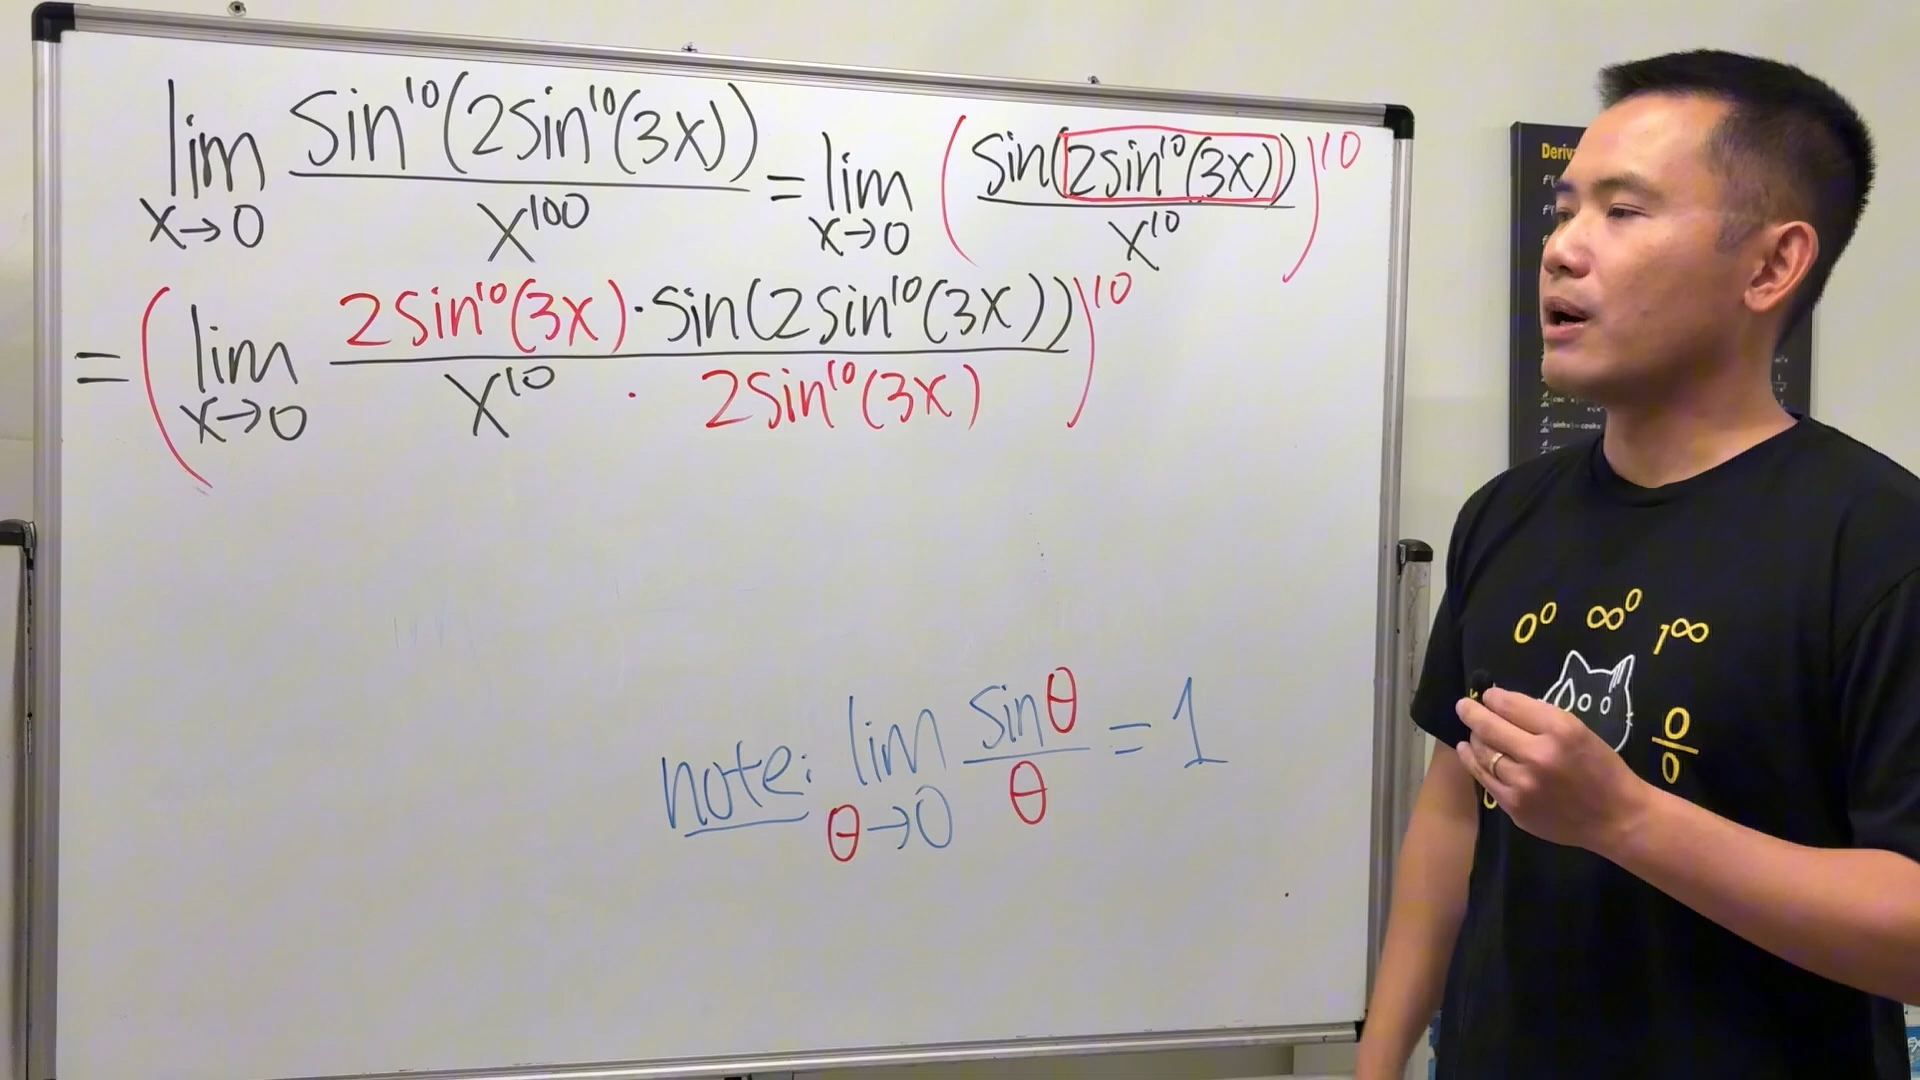 lim x→0 Sin¹⁰(2Sin¹⁰(3x)) / x¹⁰⁰ = lim x→0 (Sin(2sin¹⁰(3x)) / x¹⁰)¹⁰
= (lim x→0 2Sin¹⁰(3x)·Sin(2Sin¹⁰(3x)) / x¹⁰ · 2Sin¹⁰(3x))¹⁰
note: lim θ→0 Sinθ / θ = 1
0⁰ ∞⁰ 1^∞
0/0